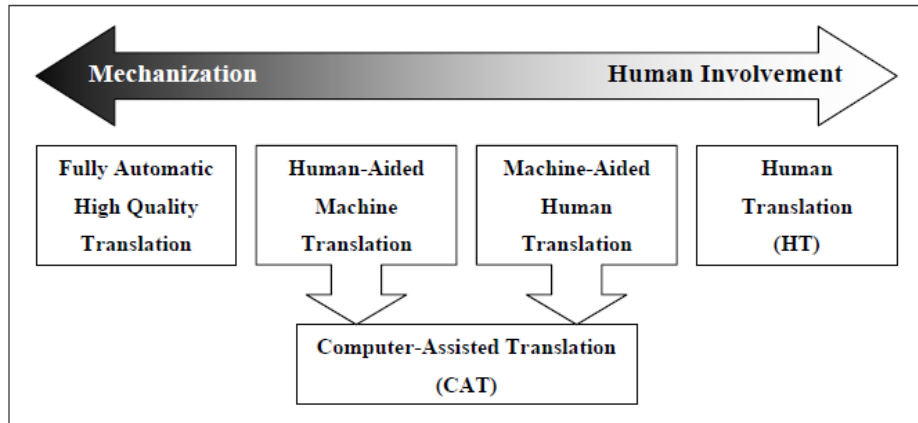 Mechanization
Human Involvement
Fully Automatic
High Quality
Translation
Human-Aided
Machine
Translation
Machine-Aided
Human
Translation
Human
Translation
(HT)
Computer-Assisted Translation
(CAT)